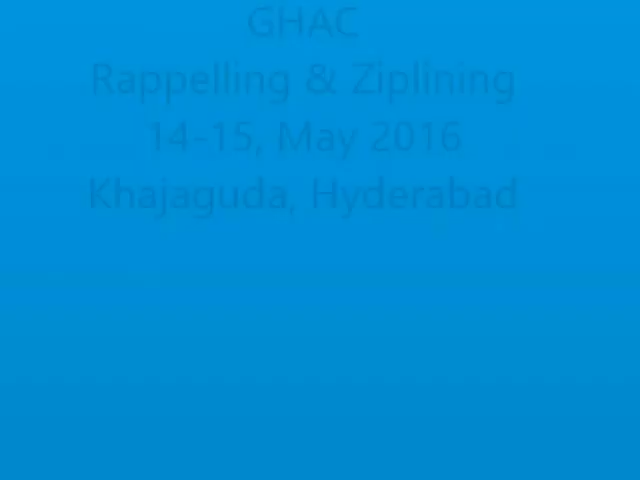 GHAC
Rappelling & Ziplining
14-15, May 2016
Khajaguda, Hyderabad